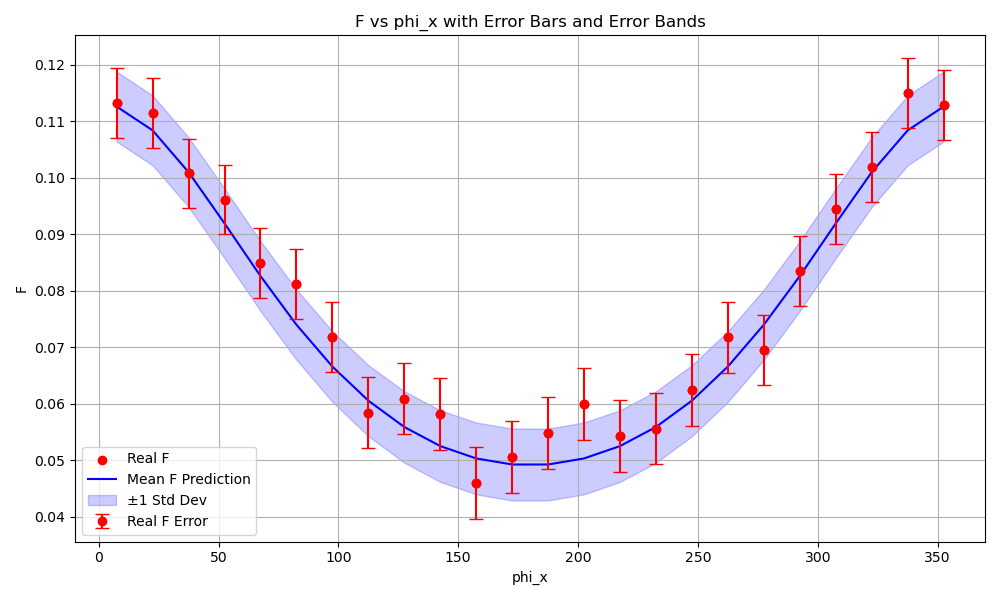 F vs phi_x with Error Bars and Error Bands
F
0.12
0.11
0.10
0.09
0.08
0.07
0.06
0.05
0.04
Real F
Mean F Prediction
±1 Std Dev
Real F Error
0 50 100 150 200 250 300 350
phi_x